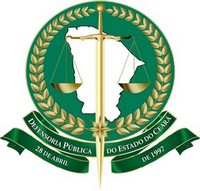 DEFENSORIA PÚBLICA DO ESTADO DO CEARÁ
28 DE ABRIL DE 1997